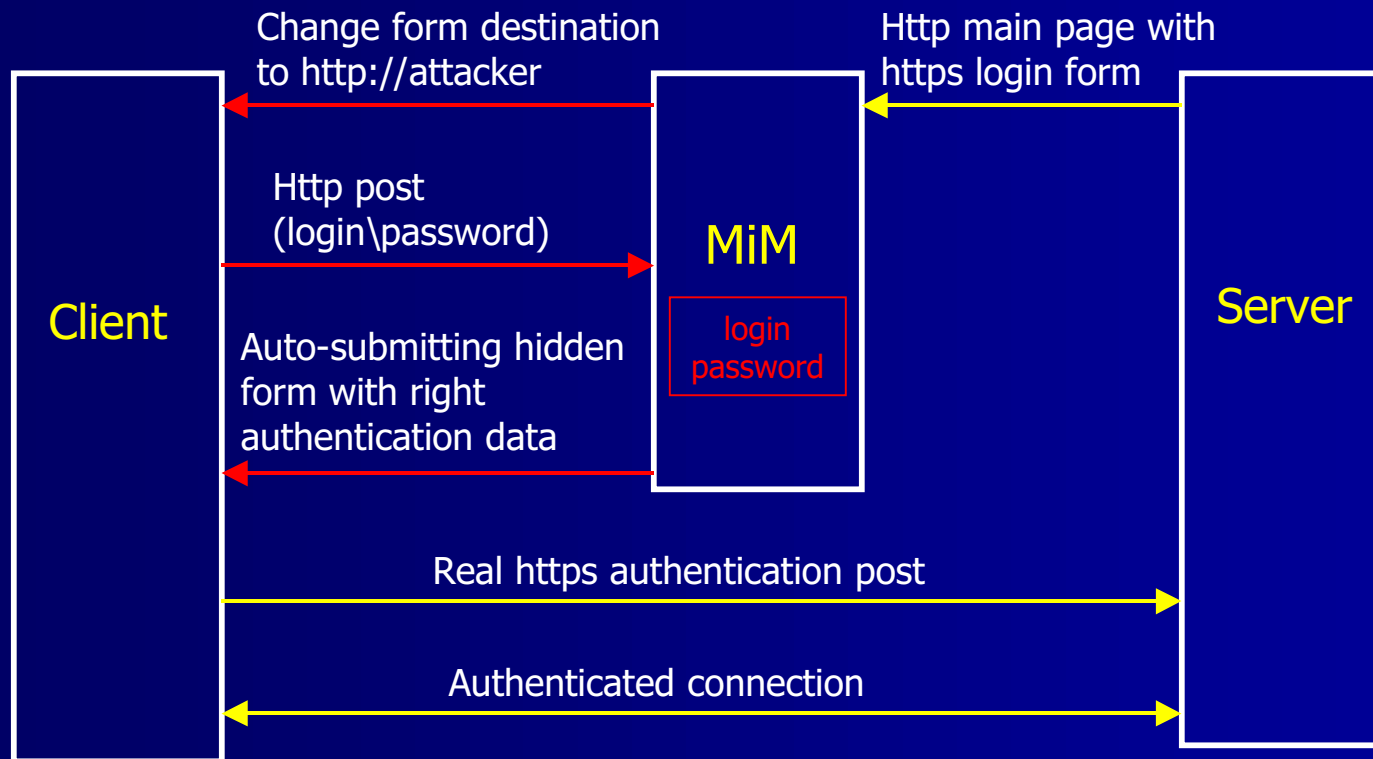 Change form destination
to http://attacker
Http main page with
https login form
Http post
(login\password)
MiM
login
password
Client
Server
Auto-submitting hidden
form with right
authentication data
Real https authentication post
Authenticated connection